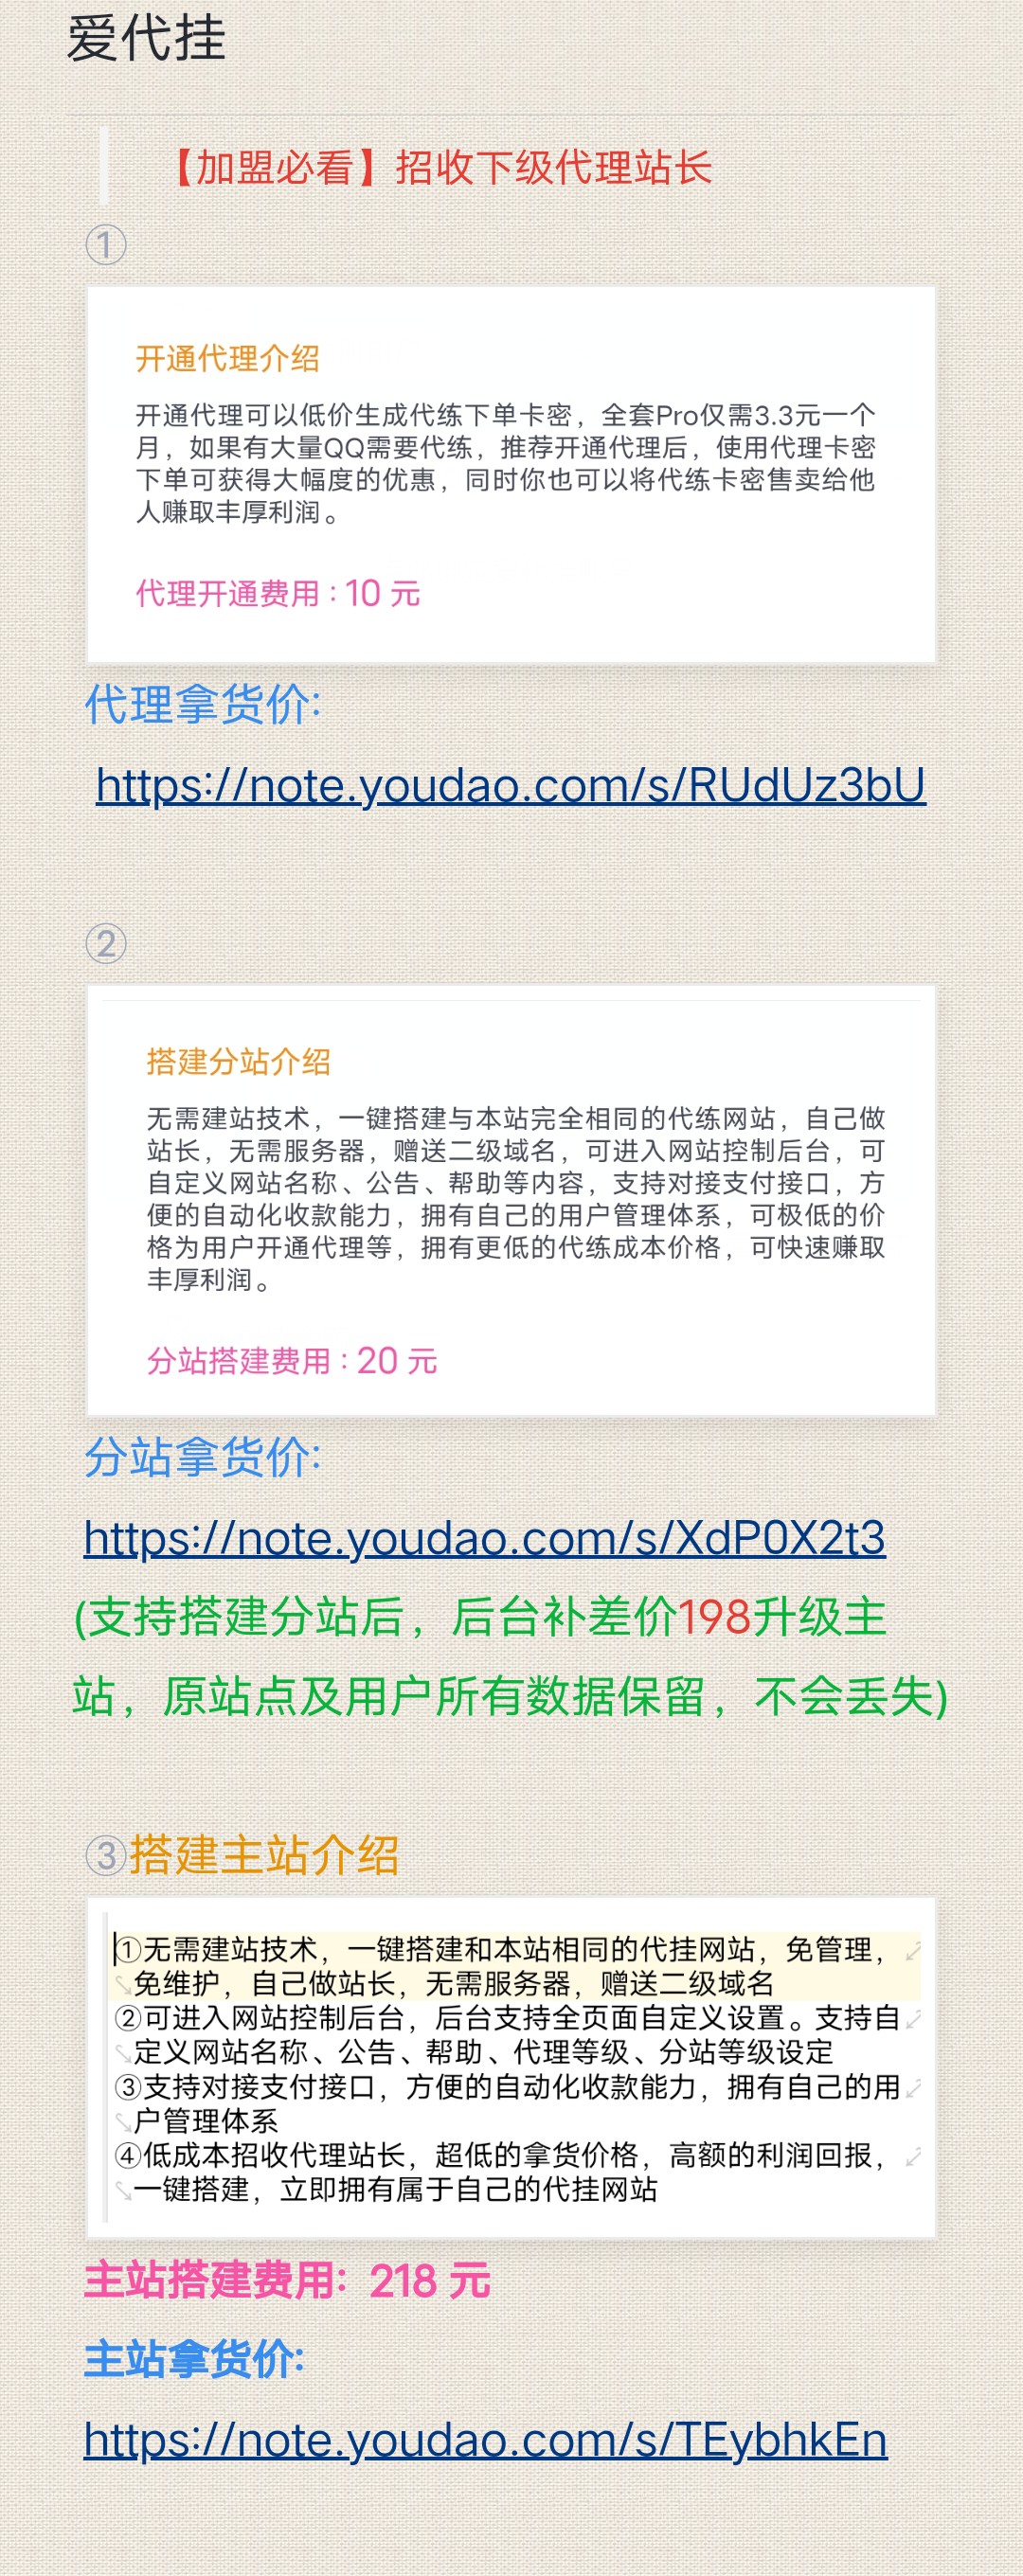 爱代挂
【加盟必看】招收下级代理站长
①
开通代理介绍
开通代理可以低价生成代练下单卡密，全套Pro仅需3.3元一个
月，如果有大量QQ需要代练，推荐开通代理后，使用代理卡密
下单可获得大幅度的优惠，同时你也可以将代练卡密售卖给他
人赚取丰厚利润。
代理开通费用：10 元
代理拿货价:
https://note.youdao.com/s/RUdUz3bU
②
搭建分站介绍
无需建站技术，一键搭建与本站完全相同的代练网站，自己做
站长，无需服务器，赠送二级域名，可进入网站控制后台，可
自定义网站名称、公告、帮助等内容，支持对接支付接口，方
便的自动化收款能力，拥有自己的用户管理体系，可极低的价
格为用户开通代理等，拥有更低的代练成本价格，可快速赚取
丰厚利润。
分站搭建费用：20 元
分站拿货价:
https://note.youdao.com/s/XdP0X2t3
(支持搭建分站后，后台补差价198升级主
站，原站点及用户所有数据保留，不会丢失)
③搭建主站介绍
①无需建站技术，一键搭建和本站相同的代挂网站，免管理，
免维护，自己做站长，无需服务器，赠送二级域名
②可进入网站控制后台，后台支持全页面自定义设置。支持自
定义网站名称、公告、帮助、代理等级、分站等级设定
③支持对接支付接口，方便的自动化收款能力，拥有自己的用
户管理体系
④低成本招收代理站长，超低的拿货价格，高额的利润回报，
一键搭建，立即拥有属于自己的代挂网站
主站搭建费用：218 元
主站拿货价:
https://note.youdao.com/s/TEybhkEn